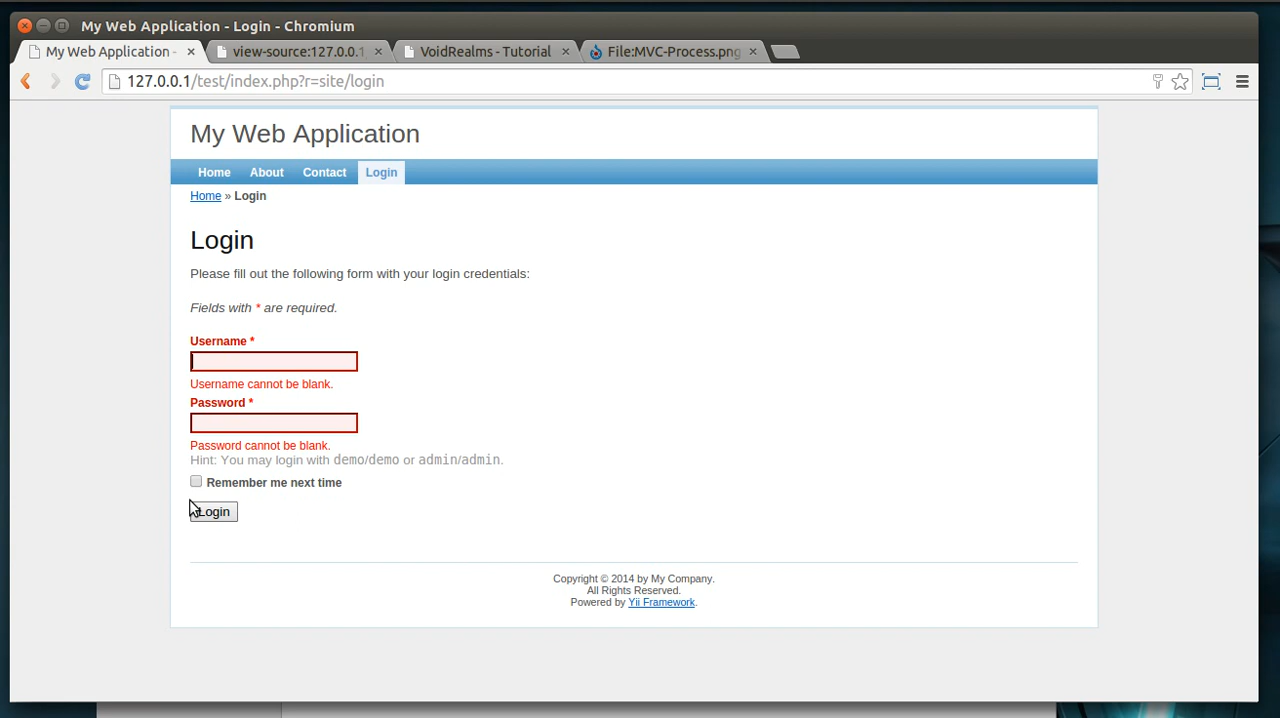 My Web Application - Login - Chromium
My Web Application -
view-source:127.0.0.1
VoidRealms - Tutorial
File:MVC-Process.png
127.0.0.1/test/index.php?r=site/login
My Web Application
Home About Contact Login
Home » Login
Login
Please fill out the following form with your login credentials:
Fields with * are required.
Username *
Username cannot be blank.
Password *
Password cannot be blank.
Hint: You may login with demo/demo or admin/admin.
Remember me next time
Login
Copyright © 2014 by My Company.
All Rights Reserved.
Powered by Yii Framework.